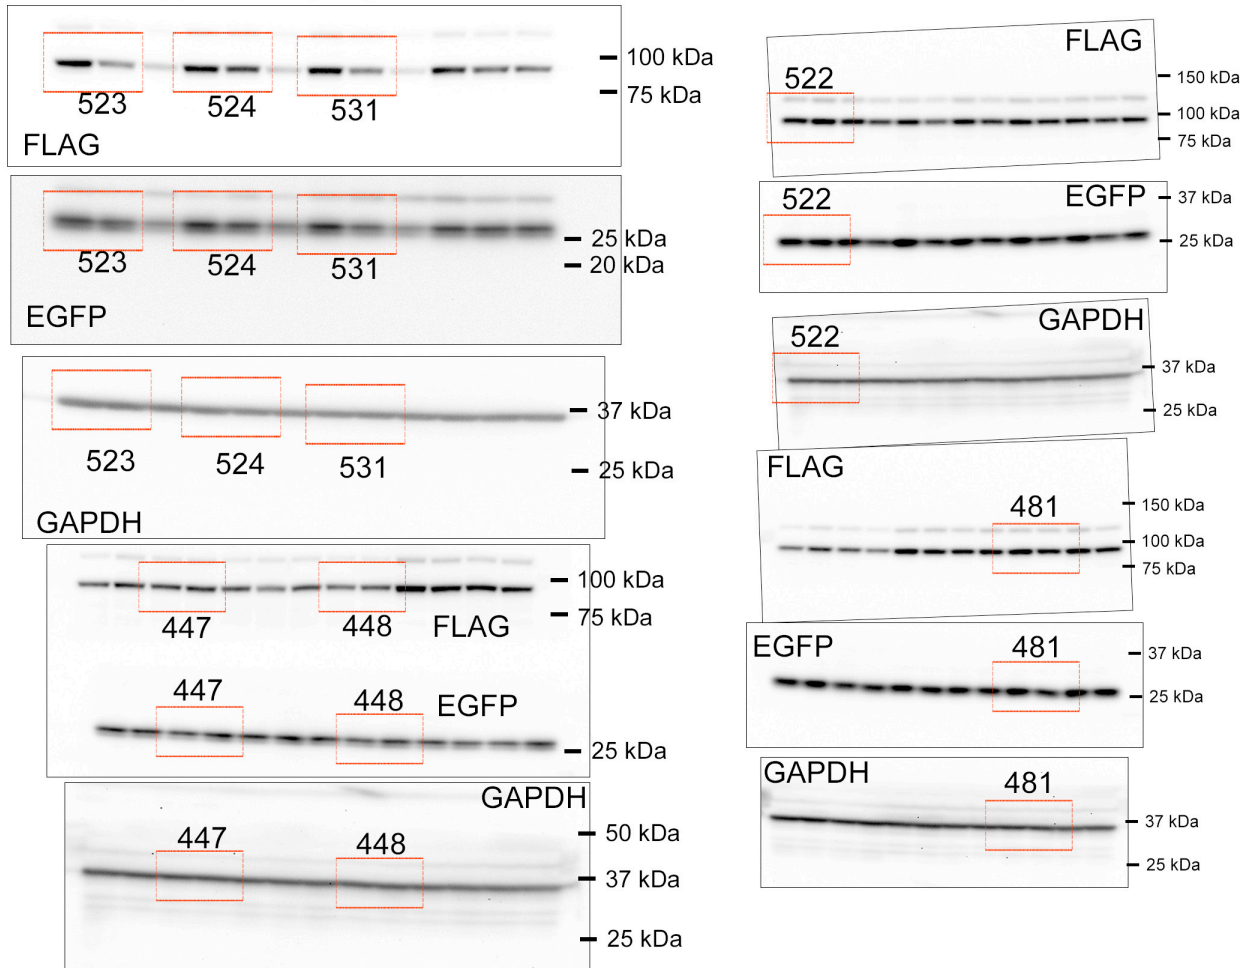 100 kDa
75 kDa
523 524 531
FLAG
25 kDa
20 kDa
523 524 531
EGFP
37 kDa
523 524 531
25 kDa
GAPDH
100 kDa
75 kDa
447 448 FLAG
447 448 EGFP
25 kDa
GAPDH
50 kDa
447 448
37 kDa
25 kDa
FLAG
522
150 kDa
100 kDa
75 kDa
EGFP
522
37 kDa
25 kDa
GAPDH
522
37 kDa
25 kDa
FLAG
481
150 kDa
100 kDa
75 kDa
EGFP
481
37 kDa
25 kDa
GAPDH
481
37 kDa
25 kDa